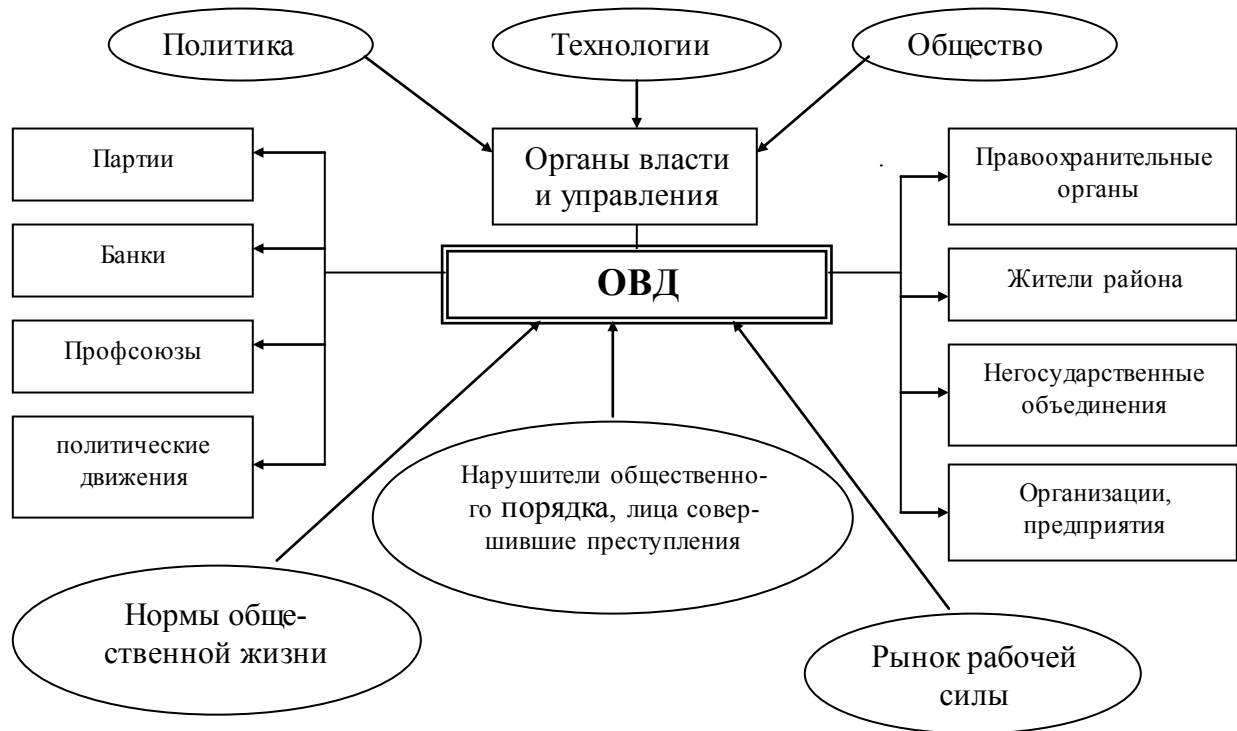 Политика
Технологии
Общество
Органы власти
и управления
Партии
Банки
Профсоюзы
политические
движения
ОВД
Правоохранительные
органы
Жители района
Негосударственные
объединения
Организации,
предприятия
Нарушители общественно-
го порядка, лица совер-
шившие преступления
Нормы обще-
ственной жизни
Рынок рабочей
силы